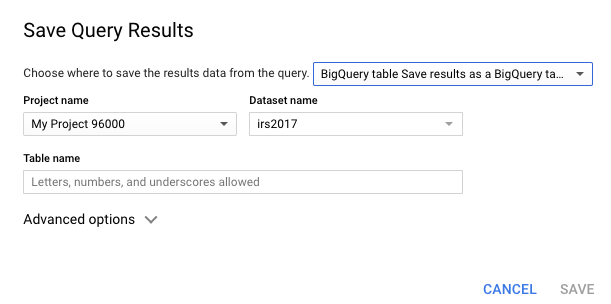 Save Query Results
Choose where to save the results data from the query. BigQuery table Save results as a BigQuery ta...
Project name Dataset name
My Project 96000 irs2017
Table name
Letters, numbers, and underscores allowed
Advanced options
CANCEL SAVE